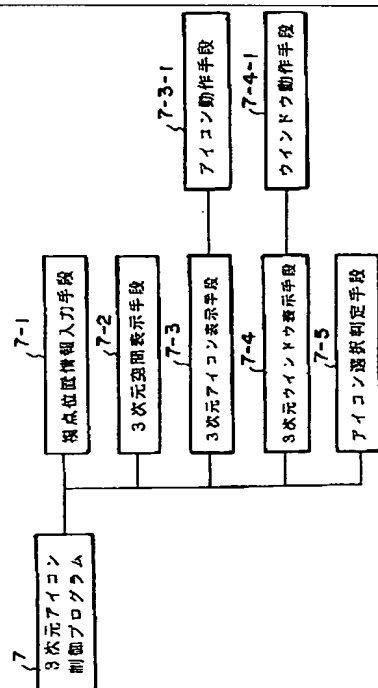 7
3次元アイコン
制御プログラム
7-1
視点位置情報入力手段
7-2
3次元空間表示手段
7-3
3次元アイコン表示手段
7-3-1
アイコン動作手段
7-4
3次元ウインドウ表示手段
7-4-1
ウインドウ動作手段
7-5
アイコン選択判定手段